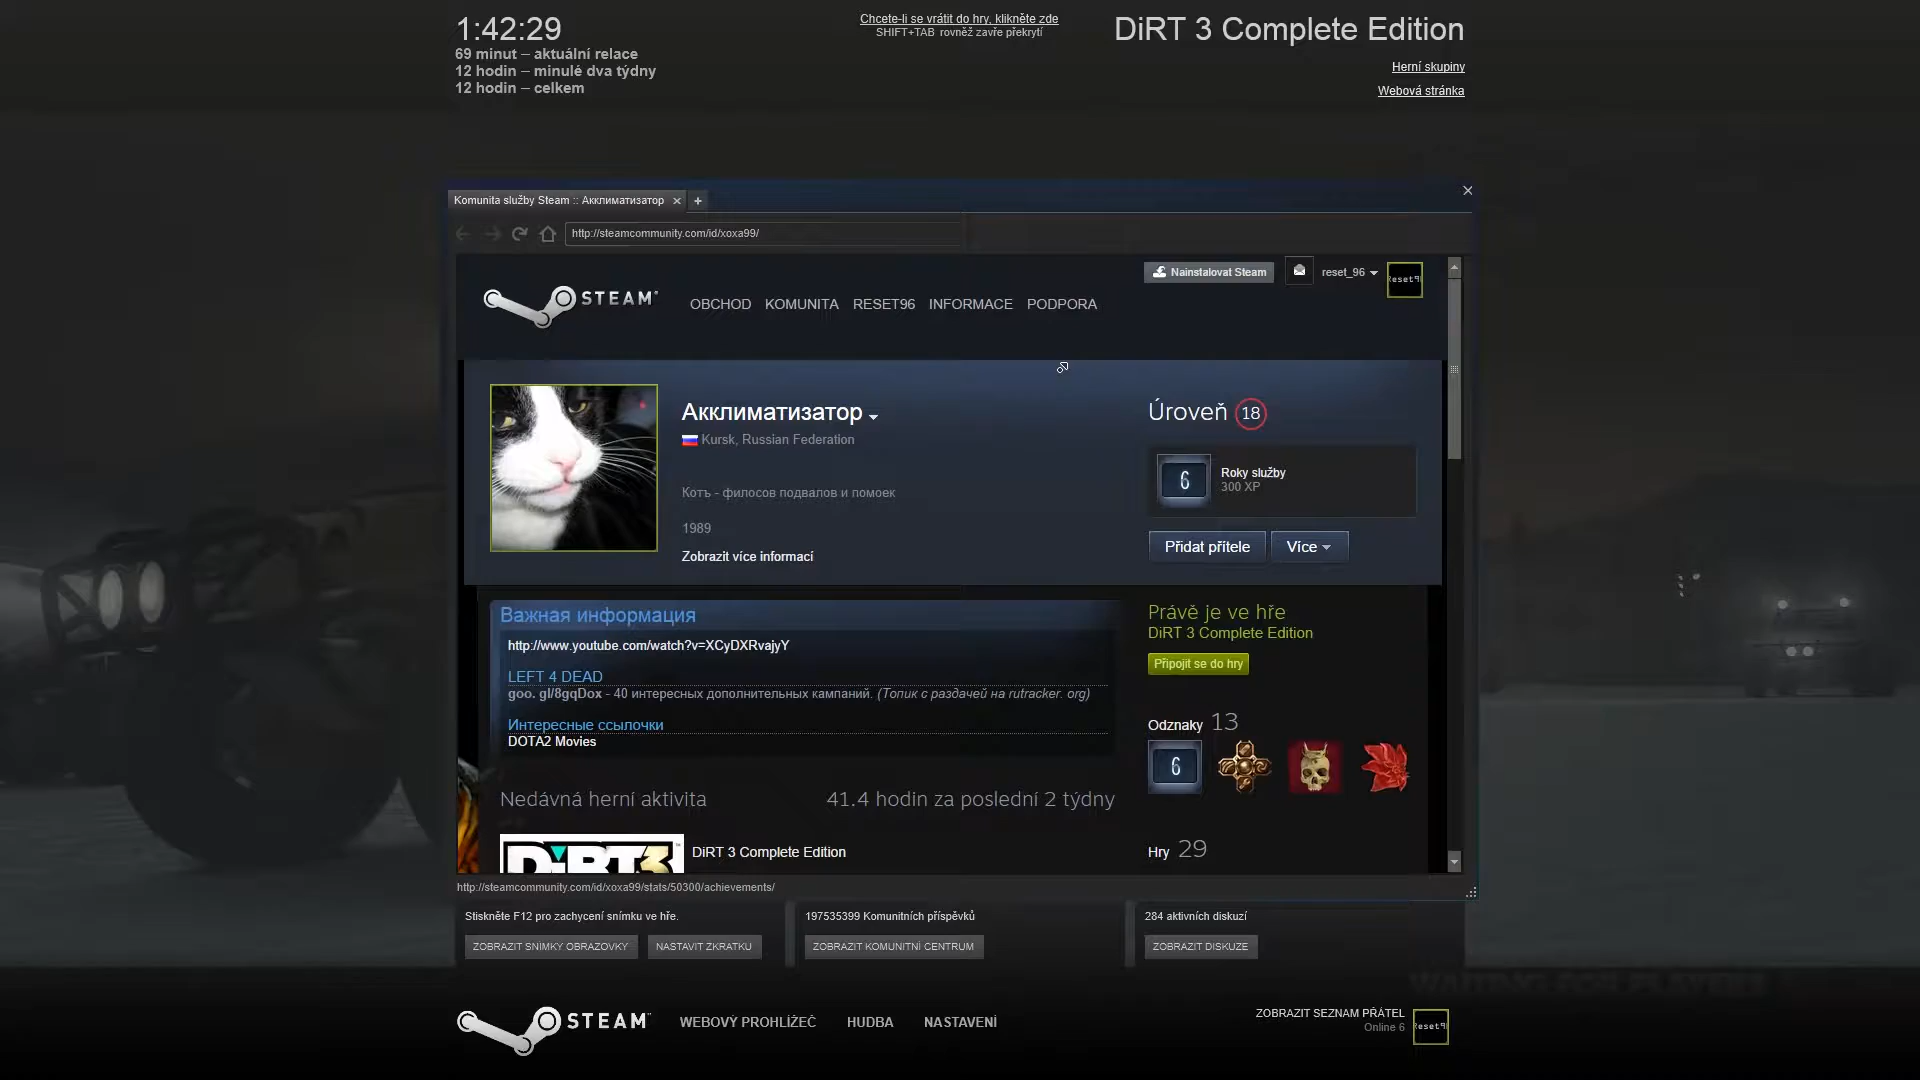 1:42:29
69 minut – aktuální relace
12 hodin – minulé dva týdny
12 hodin – celkem
Chcete-li se vrátit do hry, klikněte zde
SHIFT+TAB rovněž zavře překrytí
DiRT 3 Complete Edition
Herní skupiny
Webová stránka
Komunita služby Steam :: Акклиматизатор
http://steamcommunity.com/id/xoxa99/
Nainstalovat Steam
reset_96
STEAM
OBCHOD KOMUNITA RESET96 INFORMACE PODPORA
Акклиматизатор
Kursk, Russian Federation
Котъ - филосов подвалов и помоек
1989
Zobrazit více informací
Úroveň 18
6
Roky služby
300 XP
Přidat přítele
Více
Важная информация
http://www.youtube.com/watch?v=XCyDXRvajyY
LEFT 4 DEAD
goo. gl/8gqDox - 40 интересных дополнительных кампаний. (Топик с раздачей на rutracker. org)
Интересные ссылочки
DOTA2 Movies
Právě je ve hře
DiRT 3 Complete Edition
Připojit se do hry
Odznaky 13
6
Nedávná herní aktivita
41.4 hodin za poslední 2 týdny
DiRT3
DiRT 3 Complete Edition
Hry 29
http://steamcommunity.com/id/xoxa99/stats/50300/achievements/
Stiskněte F12 pro zachycení snímku ve hře.
ZOBRAZIT SNÍMKY OBRAZOVKY
NASTAVIT ZKRATKU
197535399 Komunitních příspěvků
ZOBRAZIT KOMUNITNÍ CENTRUM
284 aktivních diskuzí
ZOBRAZIT DISKUZE
WAITING FOR PLAYERS
STEAM
WEBOVÝ PROHLÍŽEČ
HUDBA
NASTAVENÍ
ZOBRAZIT SEZNAM PŘÁTEL
Online 6